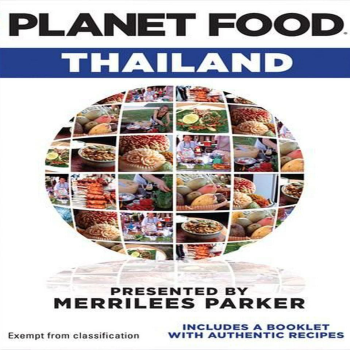 PLANET FOOD
THAILAND
PRESENTED BY
MERRILEES PARKER
Exempt from classification
INCLUDES A BOOKLET
WITH AUTHENTIC RECIPES